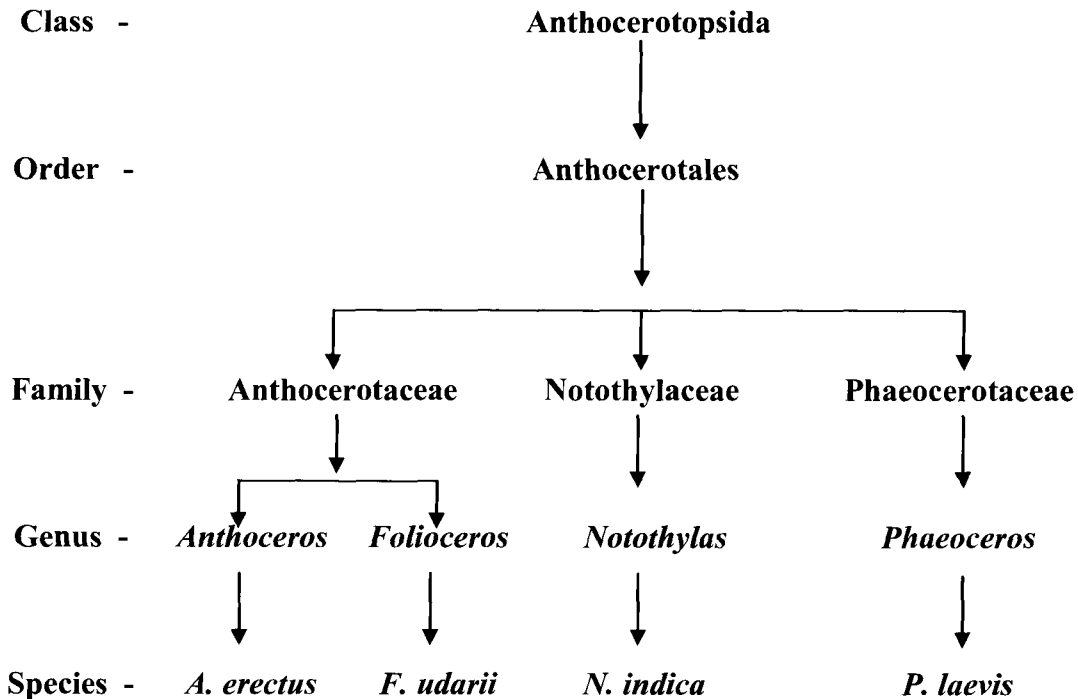 Class - Anthocerotopsida
Order - Anthocerotales
Family - Anthocerotaceae Notothylaceae Phaeocerotaceae
Genus - Anthoceros Folioceros Notothylas Phaeoceros
Species - A. erectus F. udarii N. indica P. laevis